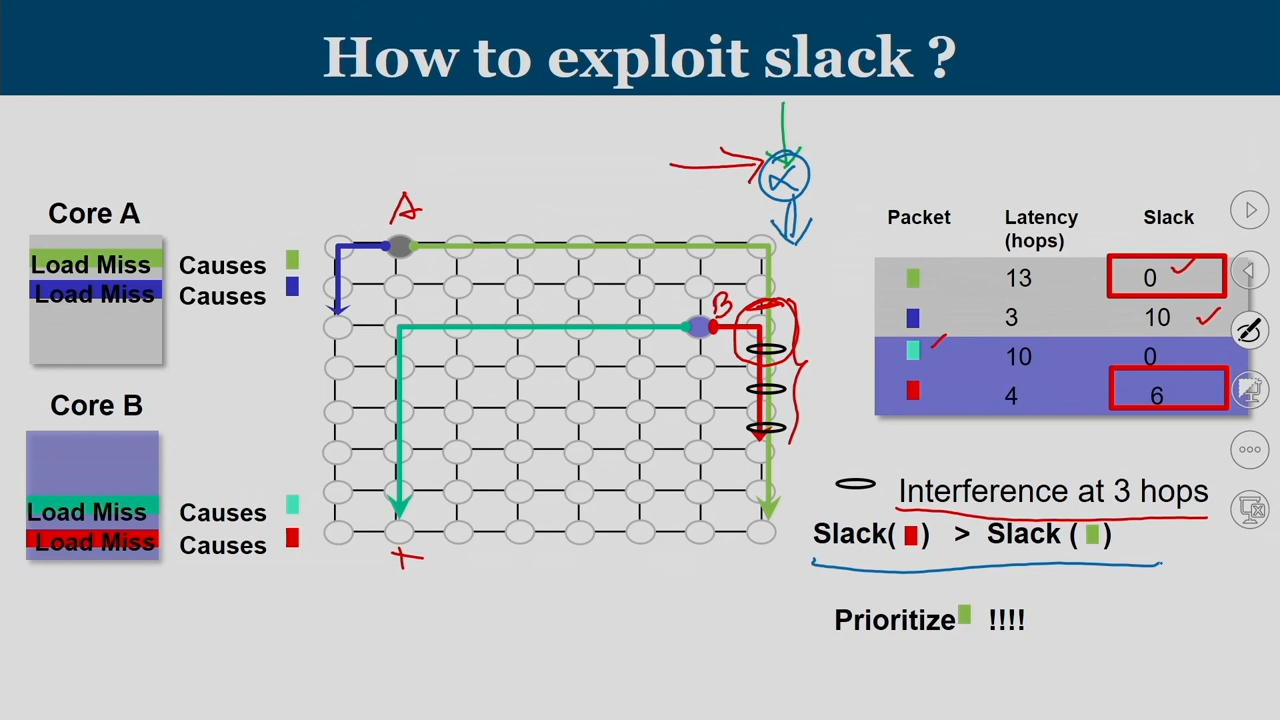 How to exploit slack ?
Core A
Load Miss Causes
Load Miss Causes
Core B
Load Miss Causes
Load Miss Causes
A
B
α
Packet Latency (hops) Slack
13 0
3 10
10 0
4 6
Interference at 3 hops
Slack( ) > Slack ( )
Prioritize !!!!